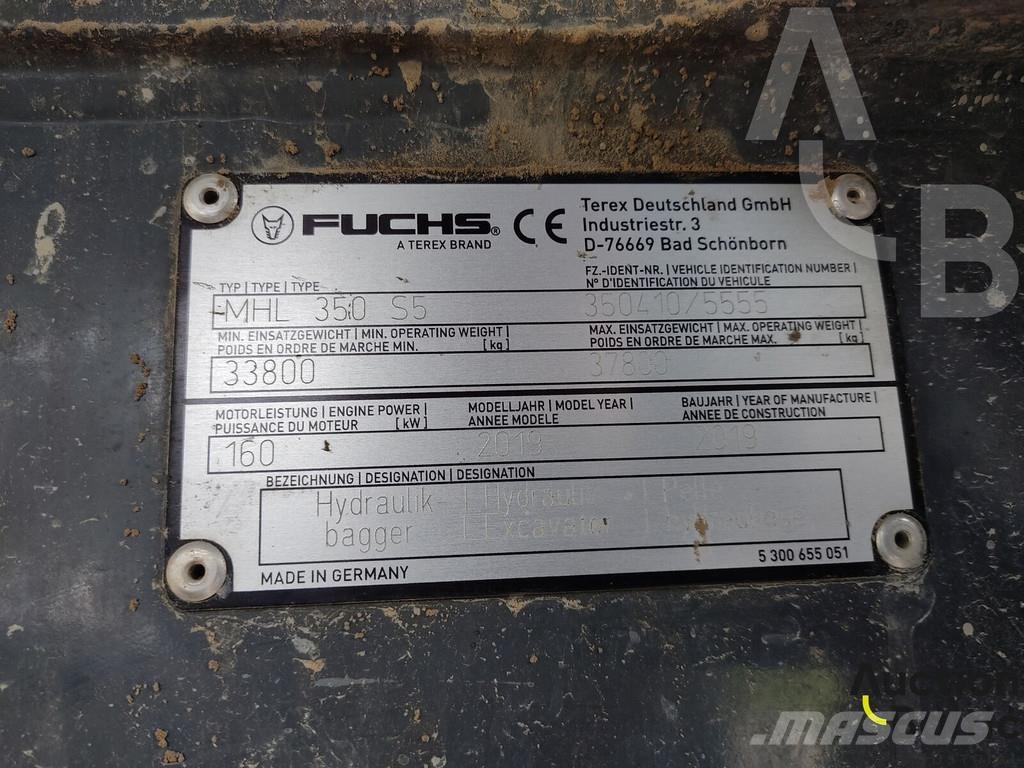 FUCHS®
A TEREX BRAND
CE
Terex Deutschland GmbH
Industriestr. 3
D-76669 Bad Schönborn
TYP | TYPE | TYPE
FZ.-IDENT-NR. | VEHICLE IDENTIFICATION NUMBER |
N° D'IDENTIFICATION DU VEHICULE
MHL 350 S5 350410/5555
MIN. EINSATZGEWICHT | MIN. OPERATING WEIGHT |
POIDS EN ORDRE DE MARCHE MIN. [kg]
MAX. EINSATZGEWICHT | MAX. OPERATING WEIGHT |
POIDS EN ORDRE DE MARCHE MAX. [kg]
33800 37800
MOTORLEISTUNG | ENGINE POWER |
PUISSANCE DU MOTEUR [kW]
MODELLJAHR | MODEL YEAR |
ANNEE MODELE
BAUJAHR | YEAR OF MANUFACTURE |
ANNEE DE CONSTRUCTION
160 2019 2019
BEZEICHNUNG | DESIGNATION | DESIGNATION
Hydraulik- | Hydraulic | Pelle
bagger | Excavator |
MADE IN GERMANY
5 300 655 051
A
B
MASCUS